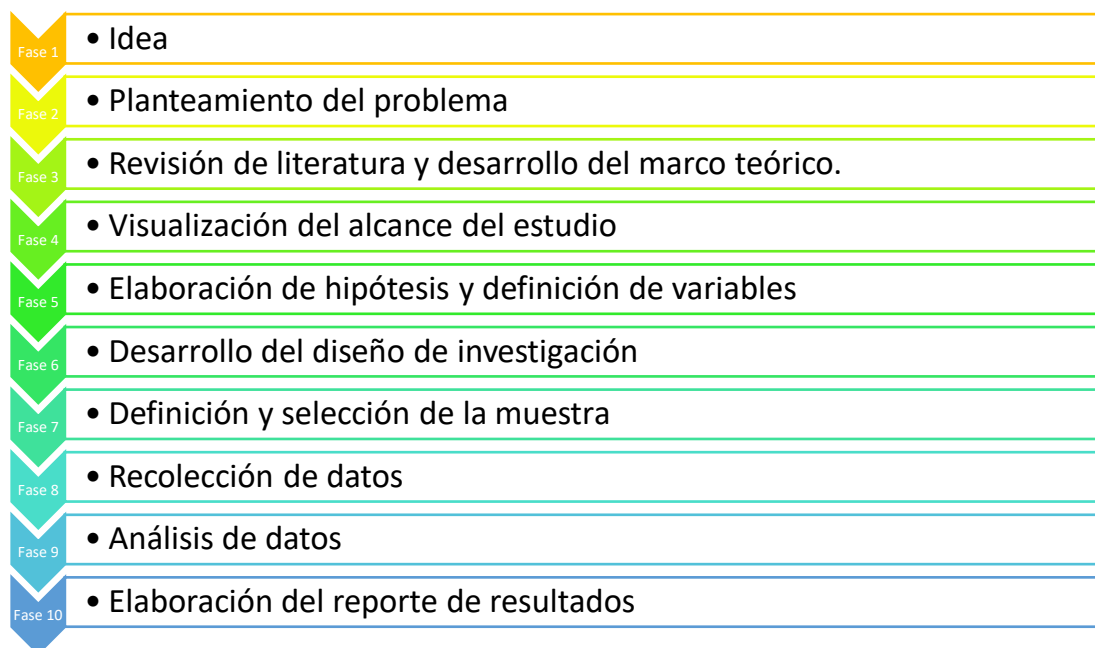 Fase 1
• Idea
Fase 2
• Planteamiento del problema
Fase 3
• Revisión de literatura y desarrollo del marco teórico.
Fase 4
• Visualización del alcance del estudio
Fase 5
• Elaboración de hipótesis y definición de variables
Fase 6
• Desarrollo del diseño de investigación
Fase 7
• Definición y selección de la muestra
Fase 8
• Recolección de datos
Fase 9
• Análisis de datos
Fase 10
• Elaboración del reporte de resultados